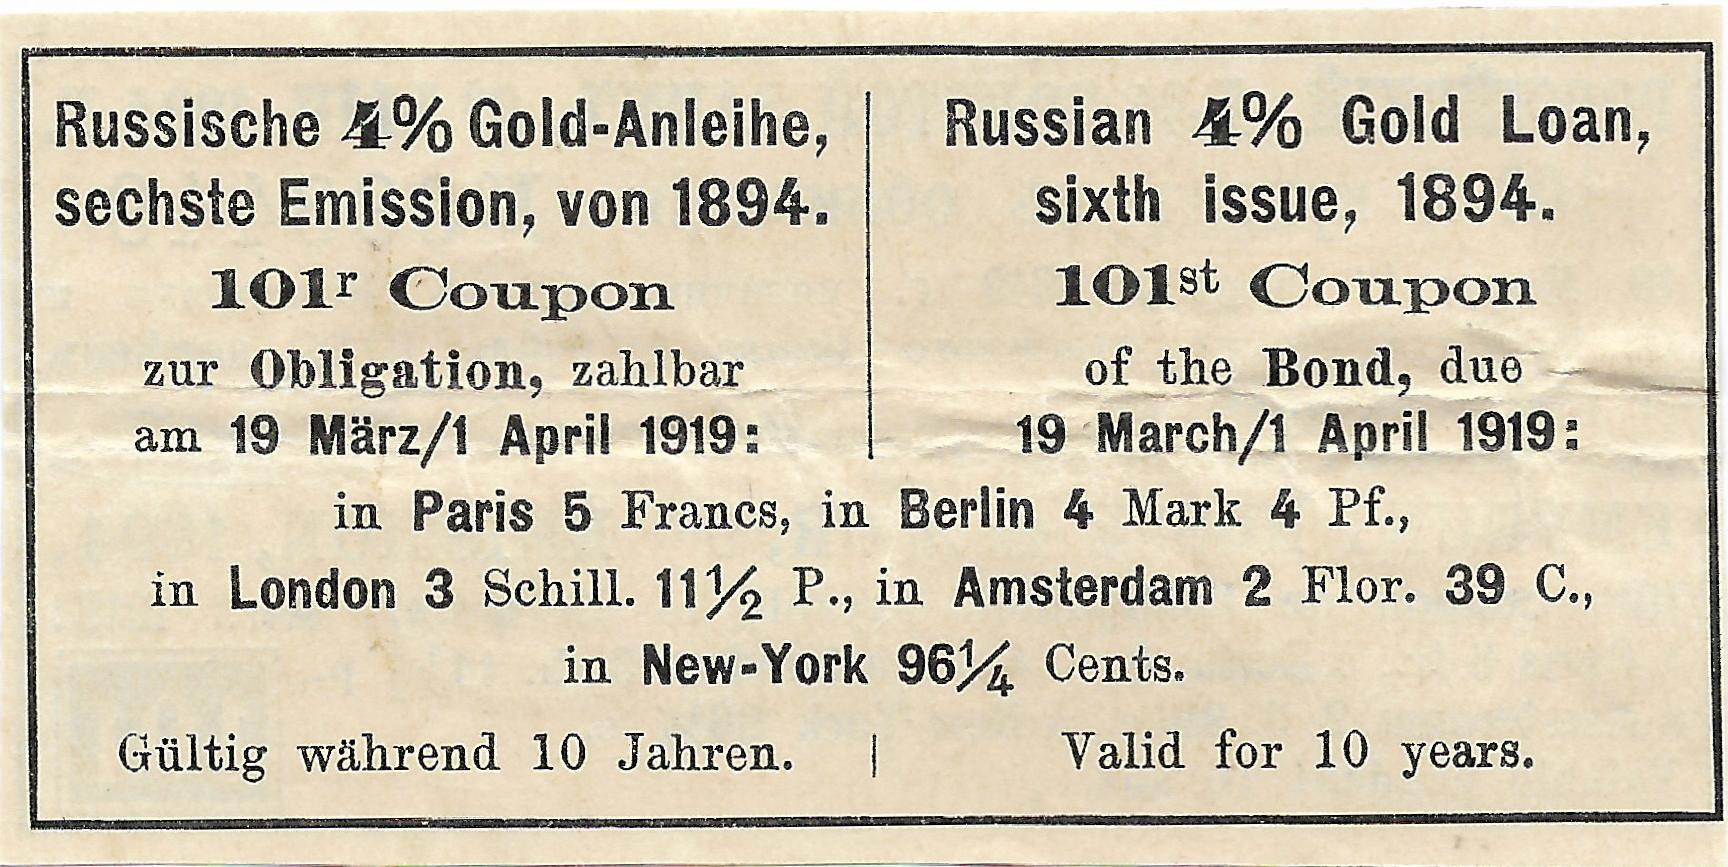 Russische 4% Gold-Anleihe,
sechste Emission, von 1894.
101r Coupon
zur Obligation, zahlbar
am 19 März/1 April 1919:
Russian 4% Gold Loan,
sixth issue, 1894.
101st Coupon
of the Bond, due
19 March/1 April 1919:
in Paris 5 Francs, in Berlin 4 Mark 4 Pf.,
in London 3 Schill. 11½ P., in Amsterdam 2 Flor. 39 C.,
in New-York 96¼ Cents.
Gültig während 10 Jahren. | Valid for 10 years.